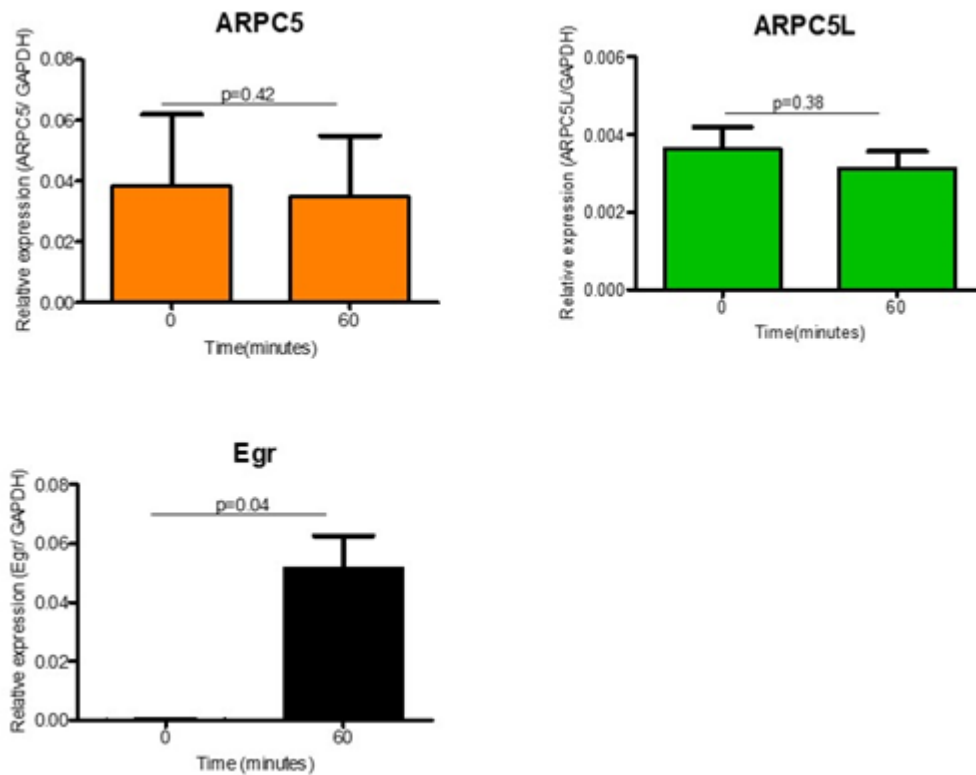 ARPC5
Relative expression (ARPC5/ GAPDH)
0.08
0.06
0.04
0.02
0.00
p=0.42
0
60
Time(minutes)
ARPC5L
Relative expression (ARPC5L/GAPDH)
0.006
0.004
0.002
0.000
p=0.38
0
60
Time(minutes)
Egr
Relative expression (Egr/ GAPDH)
0.08
0.06
0.04
0.02
0.00
p=0.04
0
60
Time (minutes)